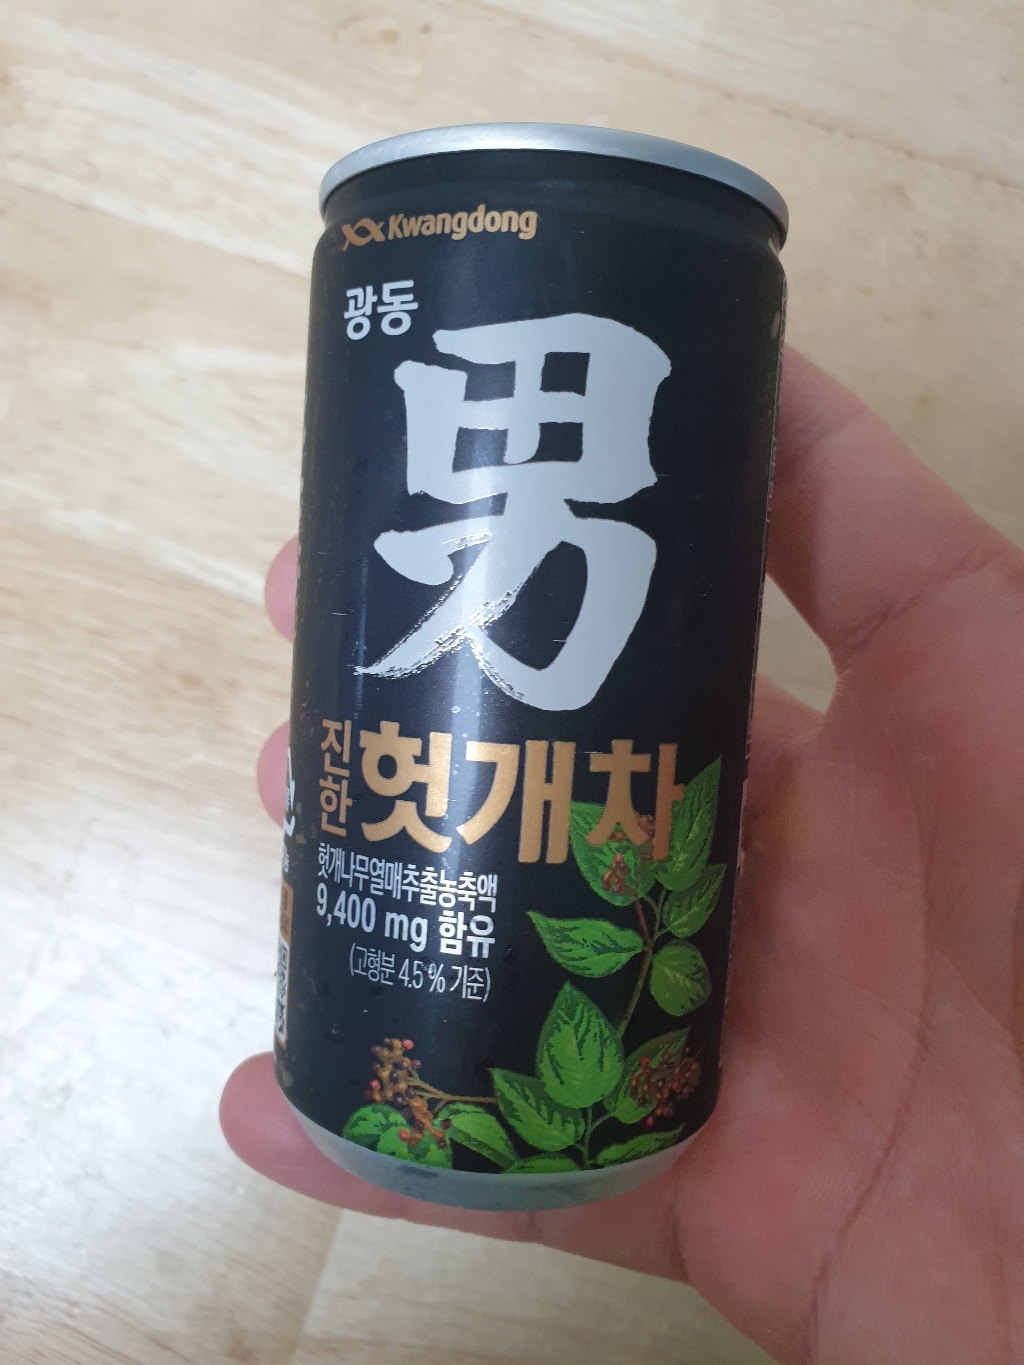 Kwangdong
광동
男
진한 헛개차
헛개나무열매추출농축액
9,400 mg 함유
(고형분 4.5% 기준)